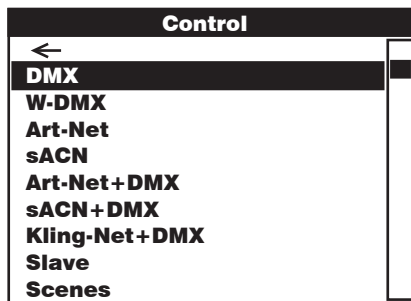 Control
←
DMX
W-DMX
Art-Net
sACN
Art-Net+DMX
sACN+DMX
Kling-Net+DMX
Slave
Scenes